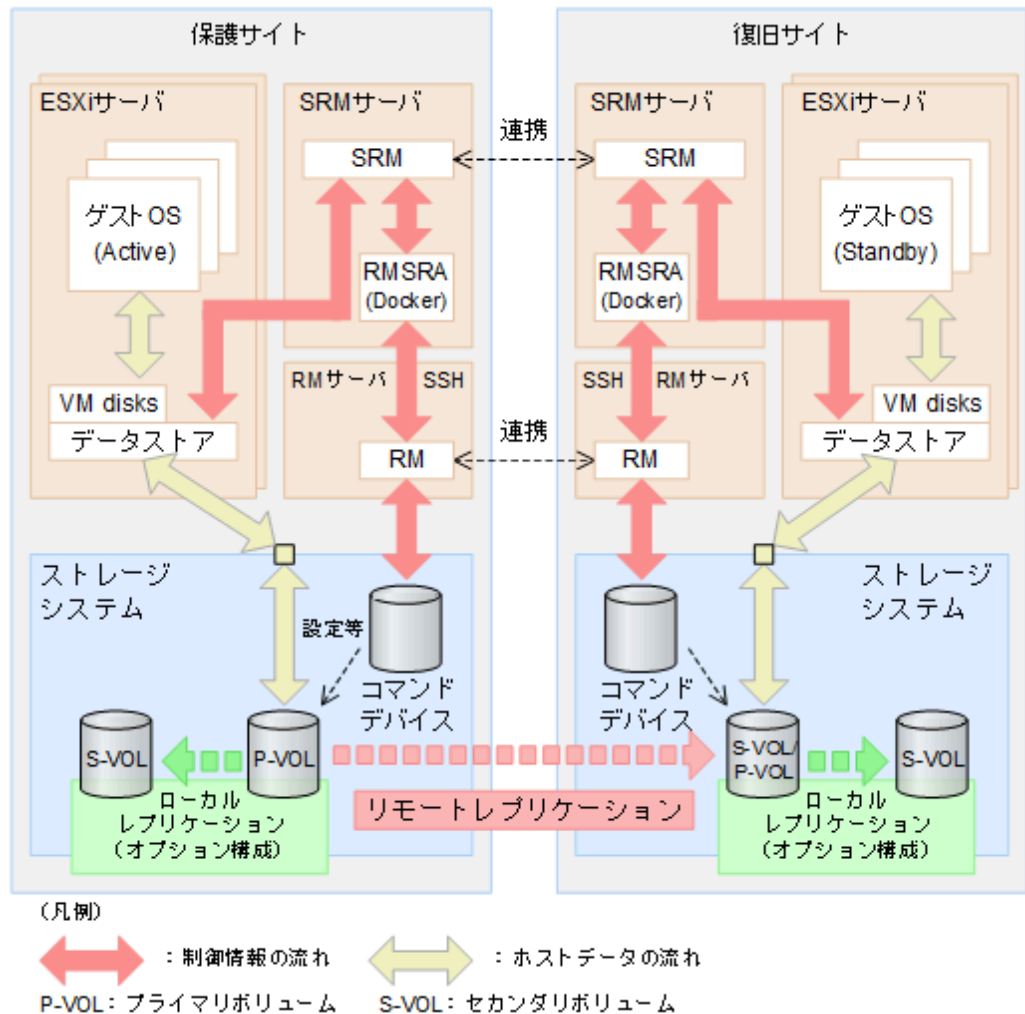 保護サイト
ESXiサーバ
ゲストOS
(Active)
VM disks
データストア
SRMサーバ
SRM
RMSRA
(Docker)
RMサーバ
SSH
RM
連携
連携
復旧サイト
SRMサーバ
SRM
RMSRA
(Docker)
SSH
RMサーバ
RM
ESXiサーバ
ゲストOS
(Standby)
VM disks
データストア
ストレージ
システム
設定等
コマンド
デバイス
S-VOL
P-VOL
ローカル
レプリケーション
(オプション構成)
リモートレプリケーション
ストレージ
システム
コマンド
デバイス
S-VOL/
P-VOL
S-VOL
ローカル
レプリケーション
(オプション構成)
(凡例)
：制御情報の流れ
：ホストデータの流れ
P-VOL：プライマリボリューム
S-VOL：セカンダリボリューム